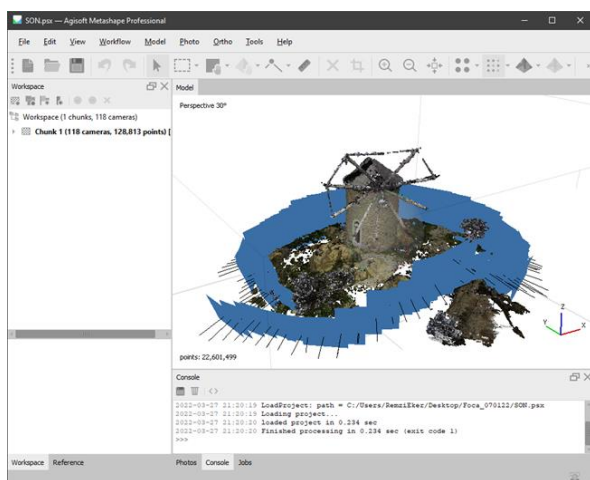 SON.psx — Agisoft Metashape Professional
File Edit View Workflow Model Photo Ortho Tools Help
Workspace
Model
Workspace (1 chunks, 118 cameras)
Chunk 1 (118 cameras, 128,813 points) [
Perspective 30°
Z
Y X
points: 22,601,499
Console
2022-03-27 21:20:19 LoadProject: path = C:/Users/RemziEker/Desktop/Foca_070122/SON.psx
2022-03-27 21:20:19 Loading project...
2022-03-27 21:20:20 loaded project in 0.234 sec
2022-03-27 21:20:20 Finished processing in 0.234 sec (exit code 1)
>>>
Workspace Reference
Photos Console Jobs